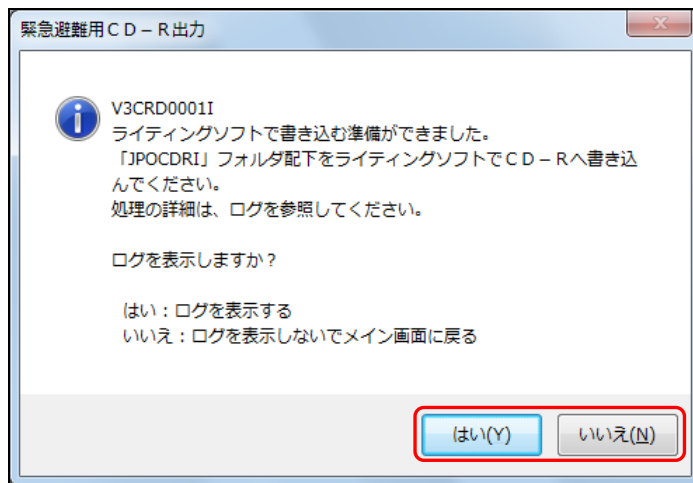 緊急避難用ＣＤ－Ｒ出力
V3CRD0001I
ライティングソフトで書き込む準備ができました。
「JPOCDRI」フォルダ配下をライティングソフトでＣＤ－Ｒへ書き込
んでください。
処理の詳細は、ログを参照してください。
ログを表示しますか？
はい：ログを表示する
いいえ：ログを表示しないでメイン画面に戻る
はい(Y)
いいえ(N)